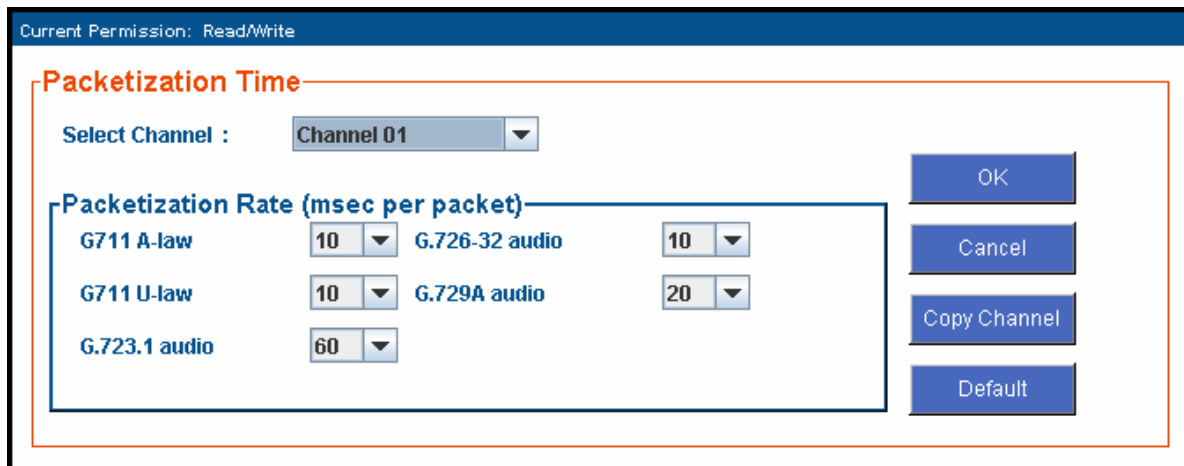 Current Permission: Read/Write
Packetization Time
Select Channel :
Channel 01
Packetization Rate (msec per packet)
G711 A-law 10 G.726-32 audio 10
G711 U-law 10 G.729A audio 20
G.723.1 audio 60
OK
Cancel
Copy Channel
Default